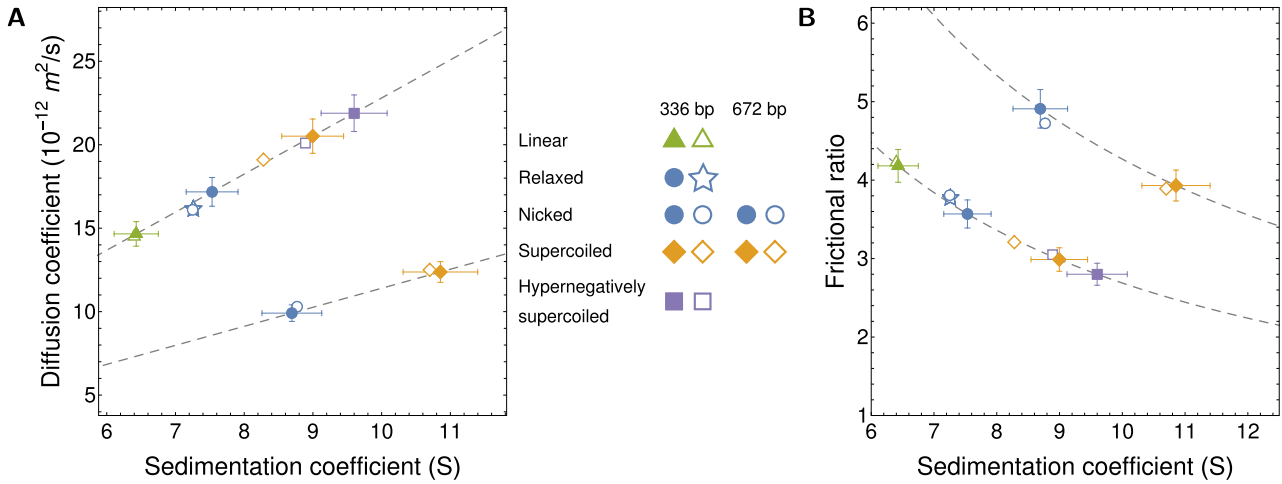 A
Diffusion coefficient (10⁻¹² m²/s)
25
20
15
10
5
6 7 8 9 10 11
Sedimentation coefficient (S)
336 bp 672 bp
Linear
Relaxed
Nicked
Supercoiled
Hypernegatively
supercoiled
B
Frictional ratio
6
5
4
3
2
1
6 7 8 9 10 11 12
Sedimentation coefficient (S)